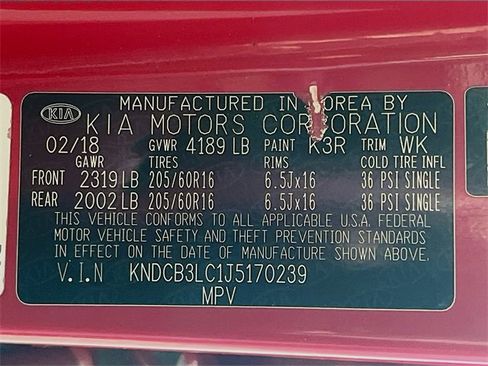 MANUFACTURED IN KOREA BY
KIA KIA MOTORS CORPORATION
02/18 GVWR 4189 LB PAINT K3R TRIM WK
GAWR TIRES RIMS COLD TIRE INFL
FRONT 2319 LB 205/60R16 6.5Jx16 36 PSI SINGLE
REAR 2002 LB 205/60R16 6.5Jx16 36 PSI SINGLE
THIS VEHICLE CONFORMS TO ALL APPLICABLE U.S.A. FEDERAL
MOTOR VEHICLE SAFETY AND THEFT PREVENTION STANDARDS
IN EFFECT ON THE DATE OF MANUFACTURE SHOWN ABOVE.
V.I.N KNDCB3LC1J5170239
MPV